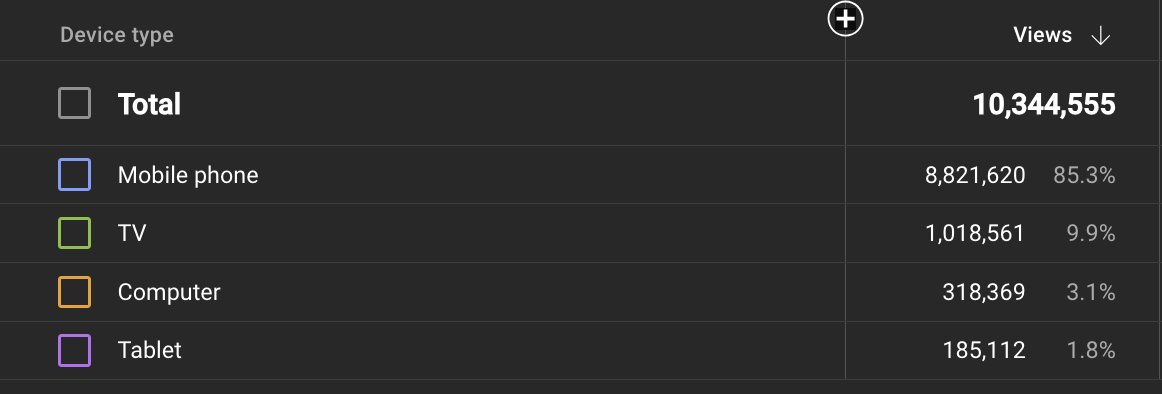 Device type Views ↓
Total 10,344,555
Mobile phone 8,821,620 85.3%
TV 1,018,561 9.9%
Computer 318,369 3.1%
Tablet 185,112 1.8%